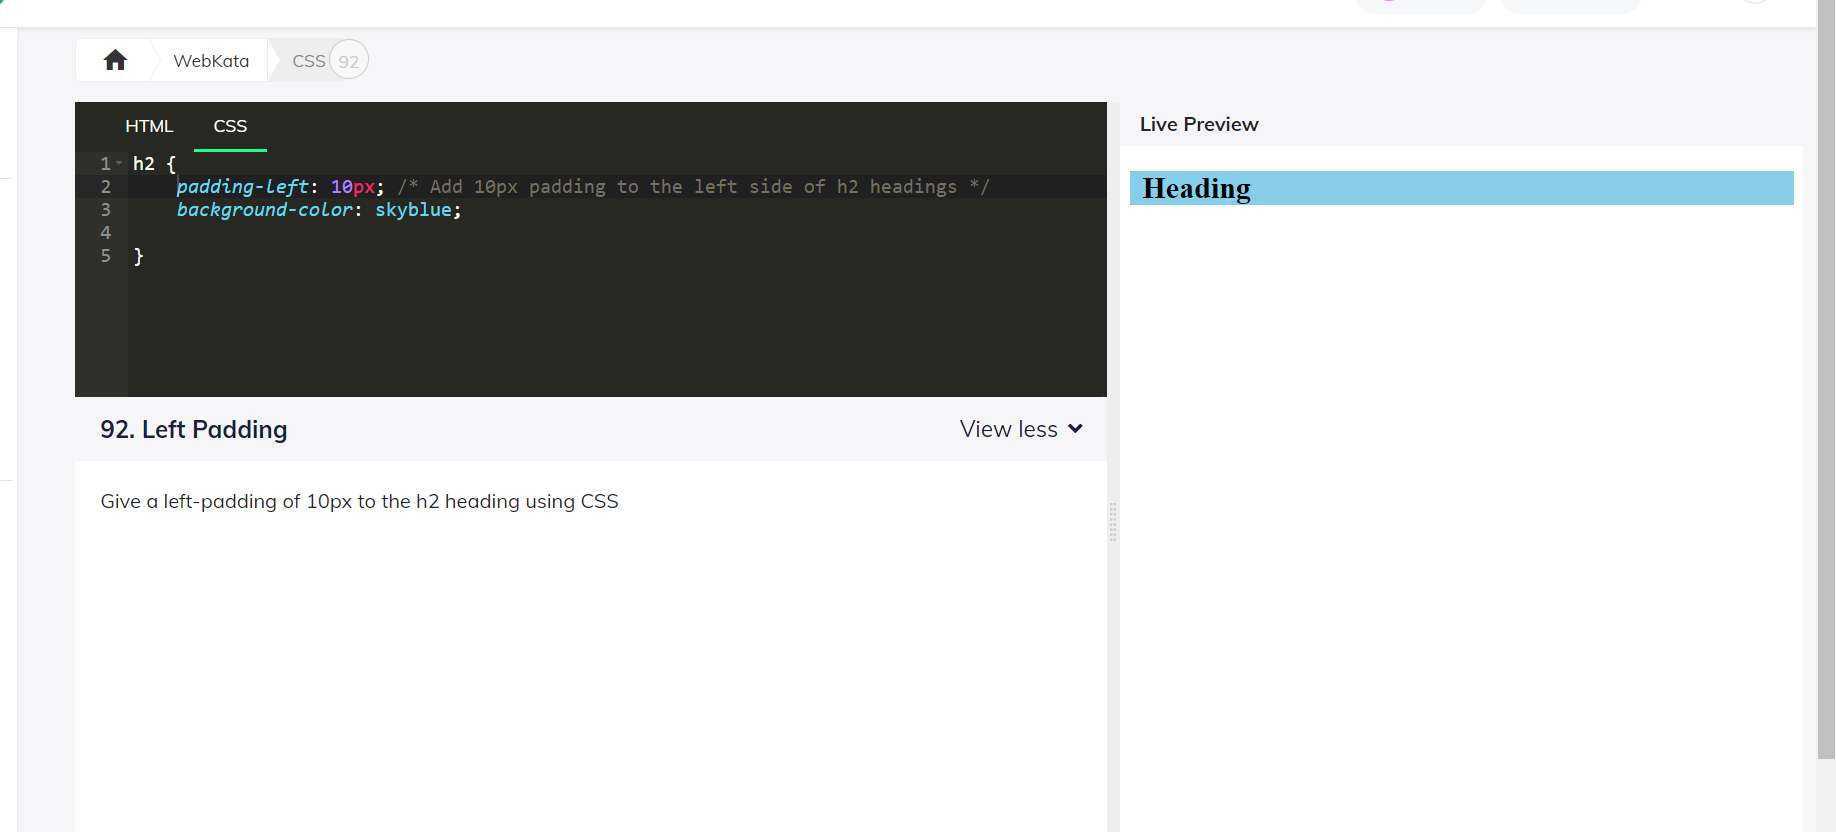 WebKata
CSS 92
HTML CSS
1 h2 {
2 padding-left: 10px; /* Add 10px padding to the left side of h2 headings */
3 background-color: skyblue;
4
5 }
92. Left Padding
View less
Give a left-padding of 10px to the h2 heading using CSS
Live Preview
Heading